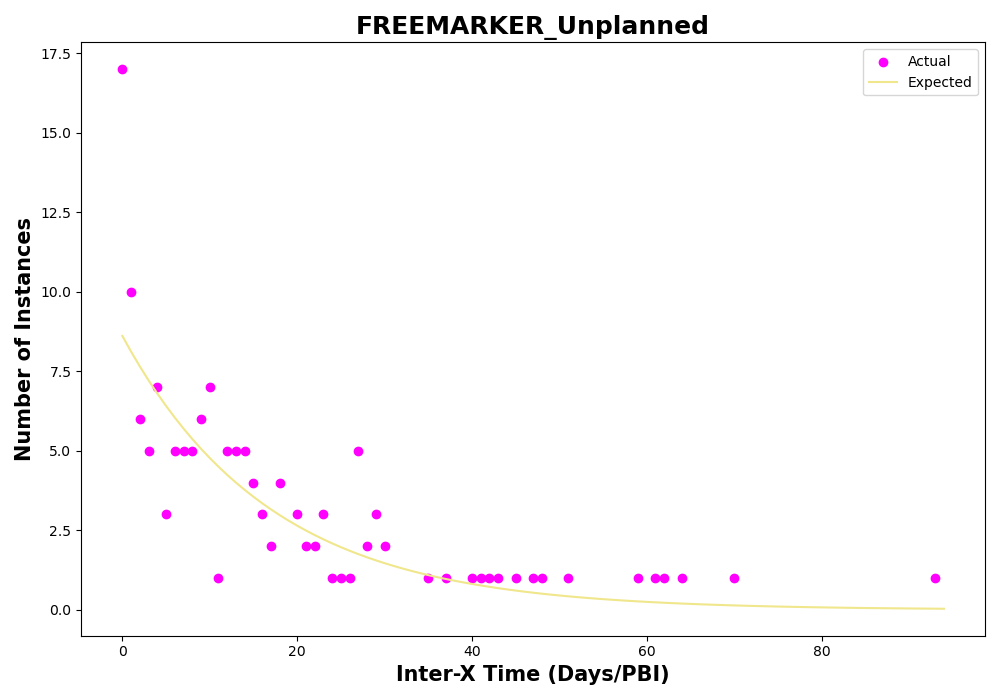 FREEMARKER_Unplanned
Actual
Expected
Number of Instances
17.5
15.0
12.5
10.0
7.5
5.0
2.5
0.0
0 20 40 60 80
Inter-X Time (Days/PBI)